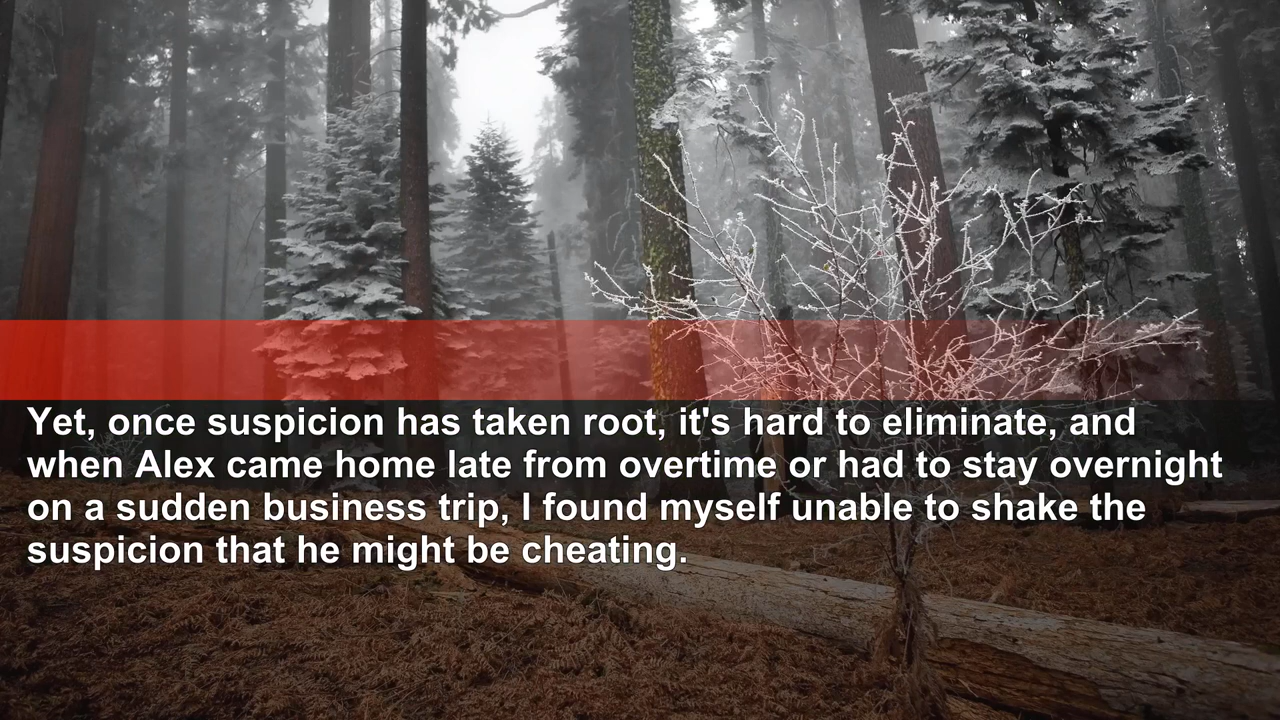 Yet, once suspicion has taken root, it's hard to eliminate, and
when Alex came home late from overtime or had to stay overnight
on a sudden business trip, I found myself unable to shake the
suspicion that he might be cheating.